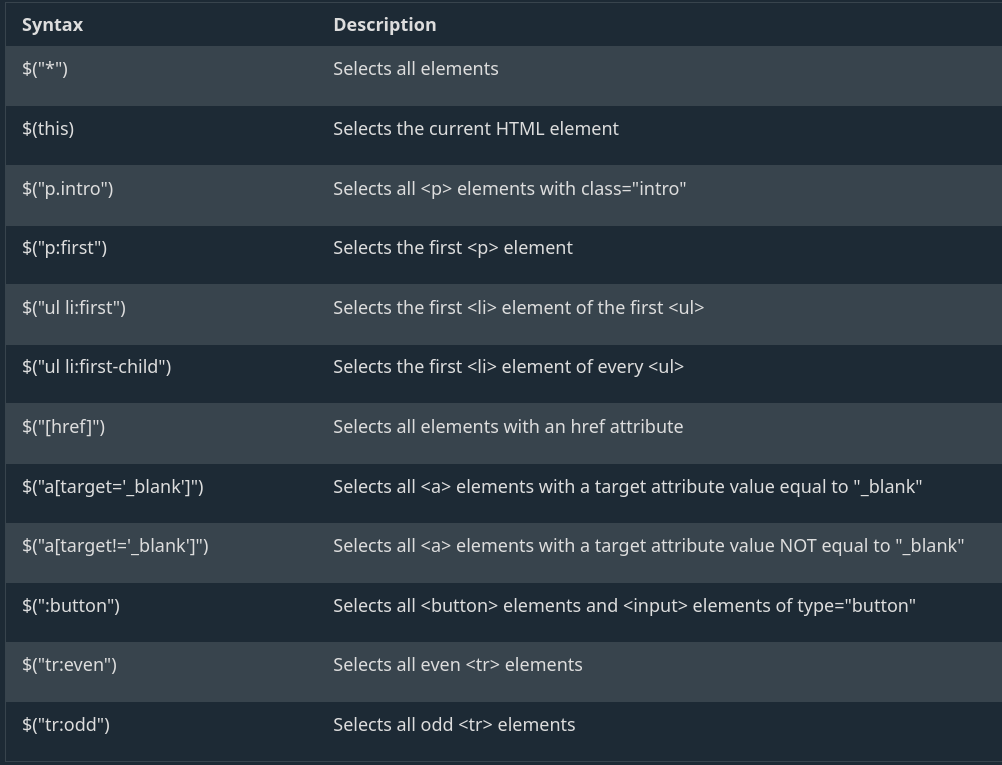 Syntax Description
$("*") Selects all elements
$(this) Selects the current HTML element
$("p.intro") Selects all <p> elements with class="intro"
$("p:first") Selects the first <p> element
$("ul li:first") Selects the first <li> element of the first <ul>
$("ul li:first-child") Selects the first <li> element of every <ul>
$("[href]") Selects all elements with an href attribute
$("a[target='_blank']") Selects all <a> elements with a target attribute value equal to "_blank"
$("a[target!='_blank']") Selects all <a> elements with a target attribute value NOT equal to "_blank"
$(":button") Selects all <button> elements and <input> elements of type="button"
$("tr:even") Selects all even <tr> elements
$("tr:odd") Selects all odd <tr> elements